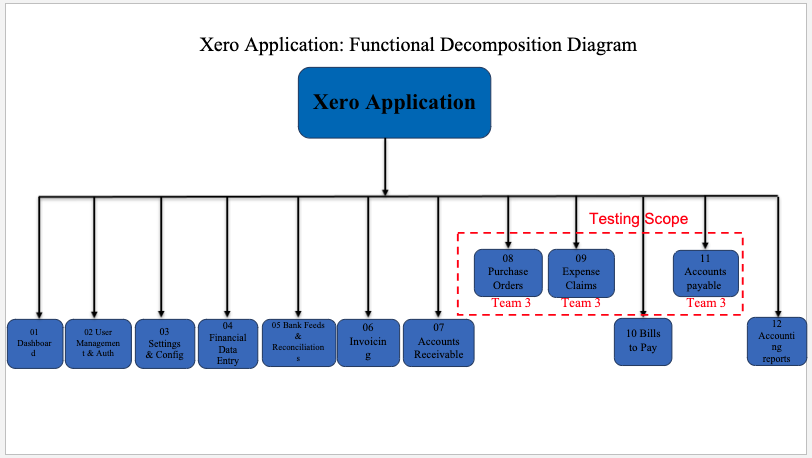 Xero Application: Functional Decomposition Diagram
Xero Application
Testing Scope
08
Purchase
Orders
Team 3
09
Expense
Claims
Team 3
11
Accounts
payable
Team 3
01
Dashboar
d
02 User
Managemen
t & Auth
03
Settings
& Config
04
Financial
Data
Entry
05 Bank Feeds
&
Reconciliation
s
06
Invoicin
g
07
Accounts
Receivable
10 Bills
to Pay
12
Accounti
ng
reports